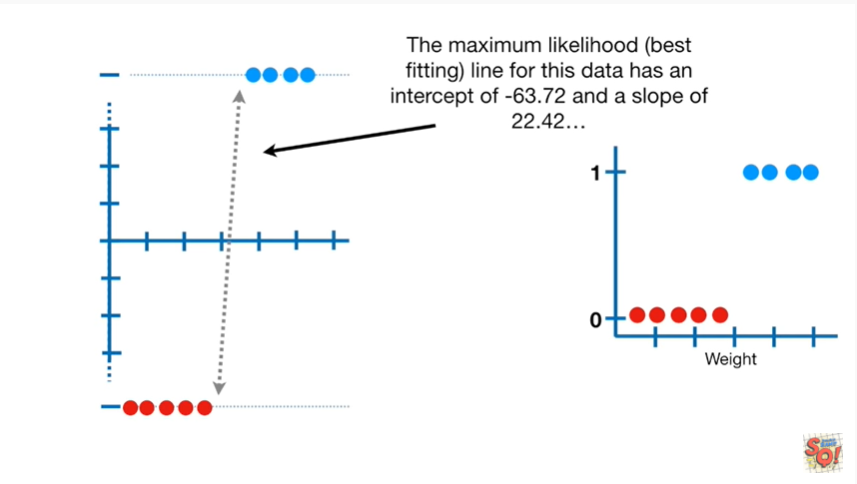 The maximum likelihood (best
fitting) line for this data has an
intercept of -63.72 and a slope of
22.42...
1
0
Weight
SQ!